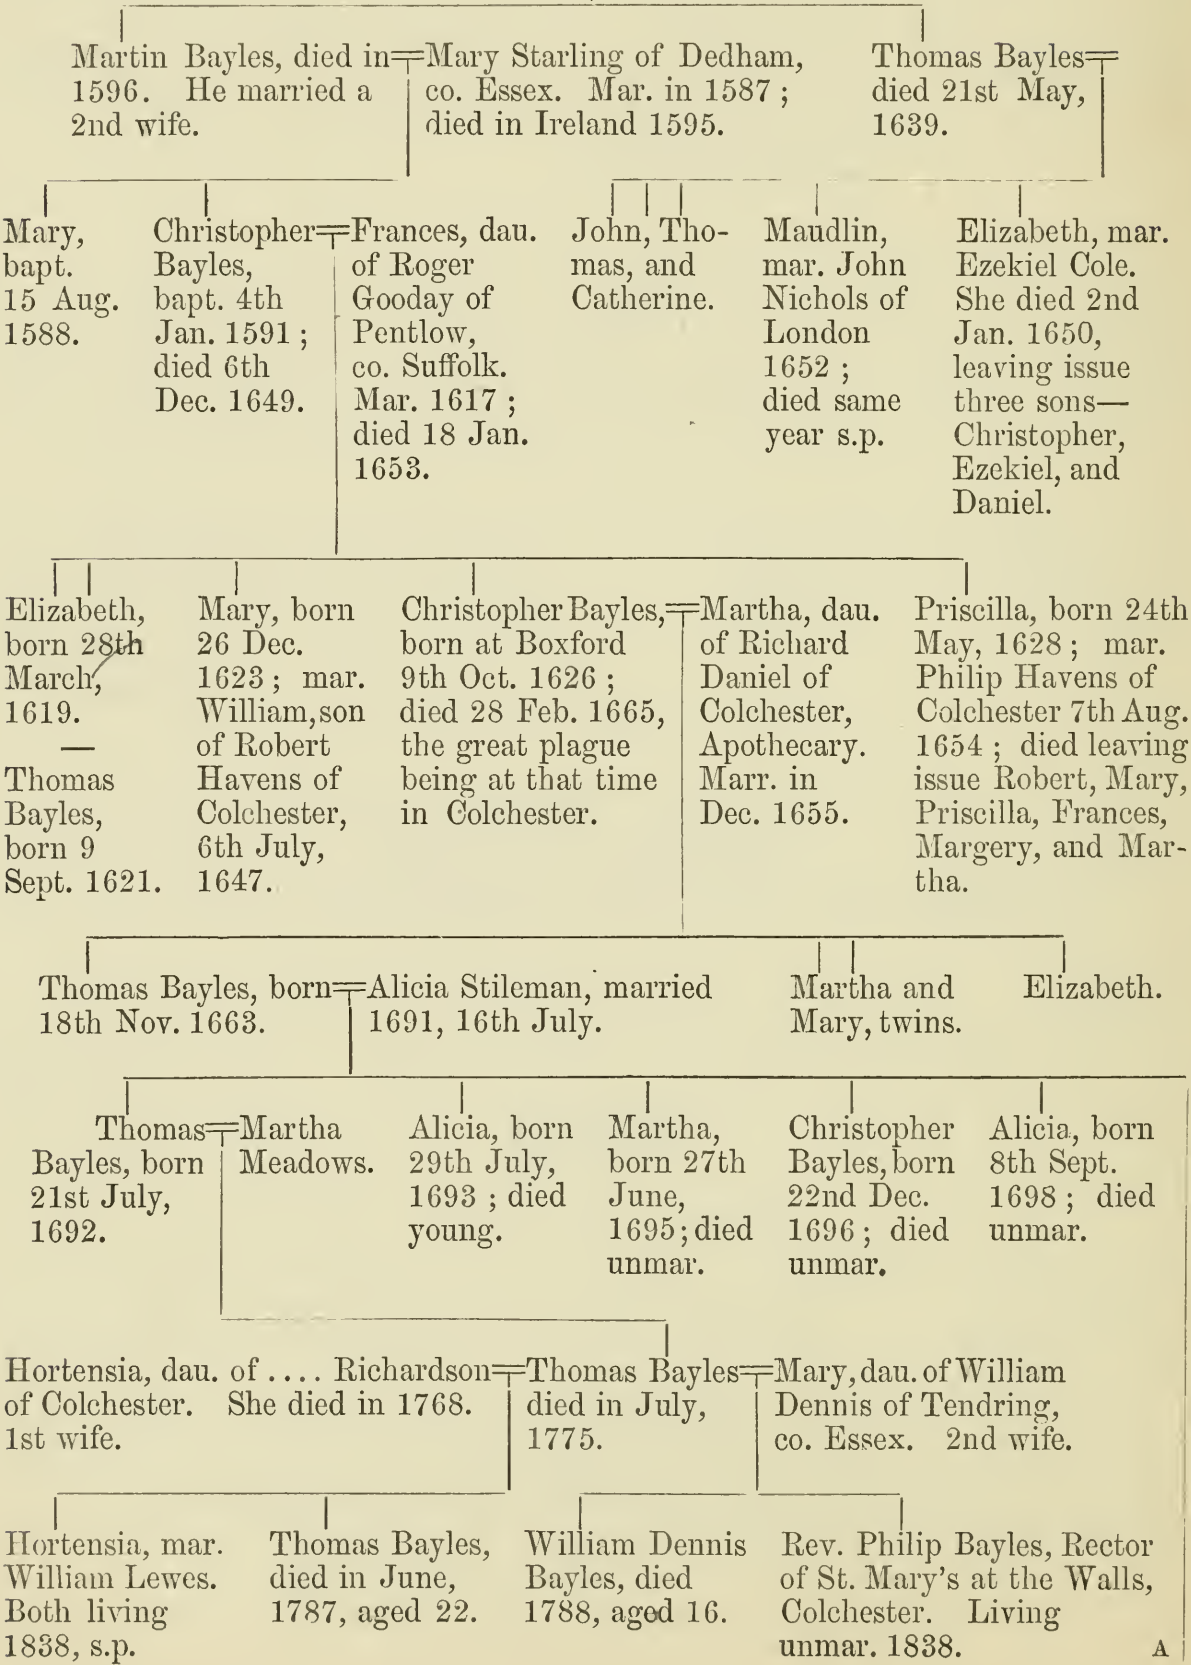 Martin Bayles, died in
1596. He married a
2nd wife.
Mary Starling of Dedham,
co. Essex. Mar. in 1587 ;
died in Ireland 1595.
Thomas Bayles
died 21st May,
1639.
Mary,
bapt.
15 Aug.
1588.
Christopher
Bayles,
bapt. 4th
Jan. 1591 ;
died 6th
Dec. 1649.
Frances, dau.
of Roger
Gooday of
Pentlow,
co. Suffolk.
Mar. 1617 ;
died 18 Jan.
1653.
John, Tho-
mas, and
Catherine.
Maudlin,
mar. John
Nichols of
London
1652 ;
died same
year s.p.
Elizabeth, mar.
Ezekiel Cole.
She died 2nd
Jan. 1650,
leaving issue
three sons—
Christopher,
Ezekiel, and
Daniel.
Elizabeth,
born 28th
March,
1619.
—
Thomas
Bayles,
born 9
Sept. 1621.
Mary, born
26 Dec.
1623 ; mar.
William, son
of Robert
Havens of
Colchester,
6th July,
1647.
Christopher Bayles,
born at Boxford
9th Oct. 1626 ;
died 28 Feb. 1665,
the great plague
being at that time
in Colchester.
Martha, dau.
of Richard
Daniel of
Colchester,
Apothecary.
Marr. in
Dec. 1655.
Priscilla, born 24th
May, 1628 ; mar.
Philip Havens of
Colchester 7th Aug.
1654 ; died leaving
issue Robert, Mary,
Priscilla, Frances,
Margery, and Mar-
tha.
Thomas Bayles, born
18th Nov. 1663.
Alicia Stileman, married
1691, 16th July.
Martha and
Mary, twins.
Elizabeth.
Thomas
Bayles, born
21st July,
1692.
Martha
Meadows.
Alicia, born
29th July,
1693 ; died
young.
Martha,
born 27th
June,
1695; died
unmar.
Christopher
Bayles, born
22nd Dec.
1696 ; died
unmar.
Alicia, born
8th Sept.
1698 ; died
unmar.
Hortensia, dau. of .... Richardson
of Colchester. She died in 1768.
1st wife.
Thomas Bayles
died in July,
1775.
Mary, dau. of William
Dennis of Tendring,
co. Essex. 2nd wife.
Hortensia, mar.
William Lewes.
Both living
1838, s.p.
Thomas Bayles,
died in June,
1787, aged 22.
William Dennis
Bayles, died
1788, aged 16.
Rev. Philip Bayles, Rector
of St. Mary's at the Walls,
Colchester. Living
unmar. 1838.
A